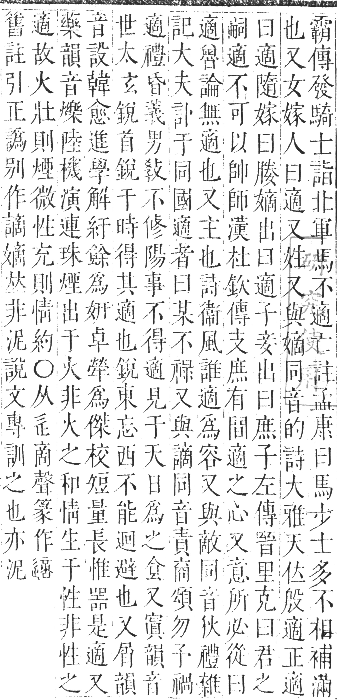 霸傳發騎士詣北軍馬不適亡註孟康曰馬少士多不相補滿
也又女嫁人曰適又姓又與嫡同音的詩大雅天位殷適正適
曰適隨嫁曰媵嫡出曰適子妾出曰庶子左傳晉里克曰君之
嗣適不可以帥師漢杜欽傳支庶有間適之心又意所必從曰
適魯論無適也又主也詩衞風誰適爲容又與敵同音狄禮雜
記大夫訃于同國適者曰某不祿又與謫同音責商頌勿予禍
適禮昏義男敎不修陽事不得適見于天日爲之食又實韻音
世太玄銳首銳于時得其適也銳東忘西不能迴避也又屑韻
音設韓愈進學解紆餘爲姸卓犖爲傑校短量長惟器是適又
藥韻音爍陸機演連珠煙出于火非火之和情生于性非性之
適故火壯則煙微性充則情約〇从辵啇聲篆作𨗁
舊註引正譌別作謫嫡𠀤非泥說文專訓之也亦泥